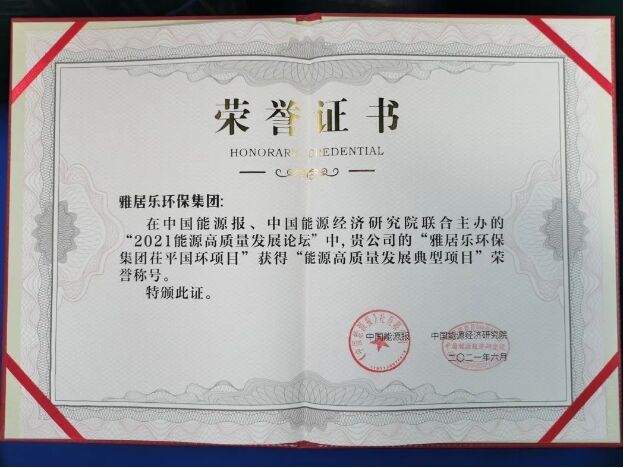 荣誉证书
HONORARY CREDENTIAL
雅居乐环保集团:
在中国能源报、中国能源经济研究院联合主办的
“2021能源高质量发展论坛”中,贵公司的“雅居乐环保
集团茌平国环项目”获得“能源高质量发展典型项目”荣
誉称号。
特颁此证。
中国能源报 中国能源经济研究院
二〇二一年六月